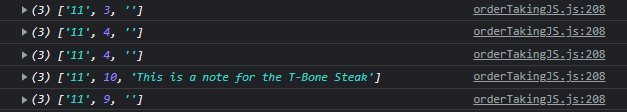 ▶ (3) ['11', 3, ''] orderTakingJS.js:208
▶ (3) ['11', 4, ''] orderTakingJS.js:208
▶ (3) ['11', 4, ''] orderTakingJS.js:208
▶ (3) ['11', 10, 'This is a note for the T-Bone Steak'] orderTakingJS.js:208
▶ (3) ['11', 9, ''] orderTakingJS.js:208